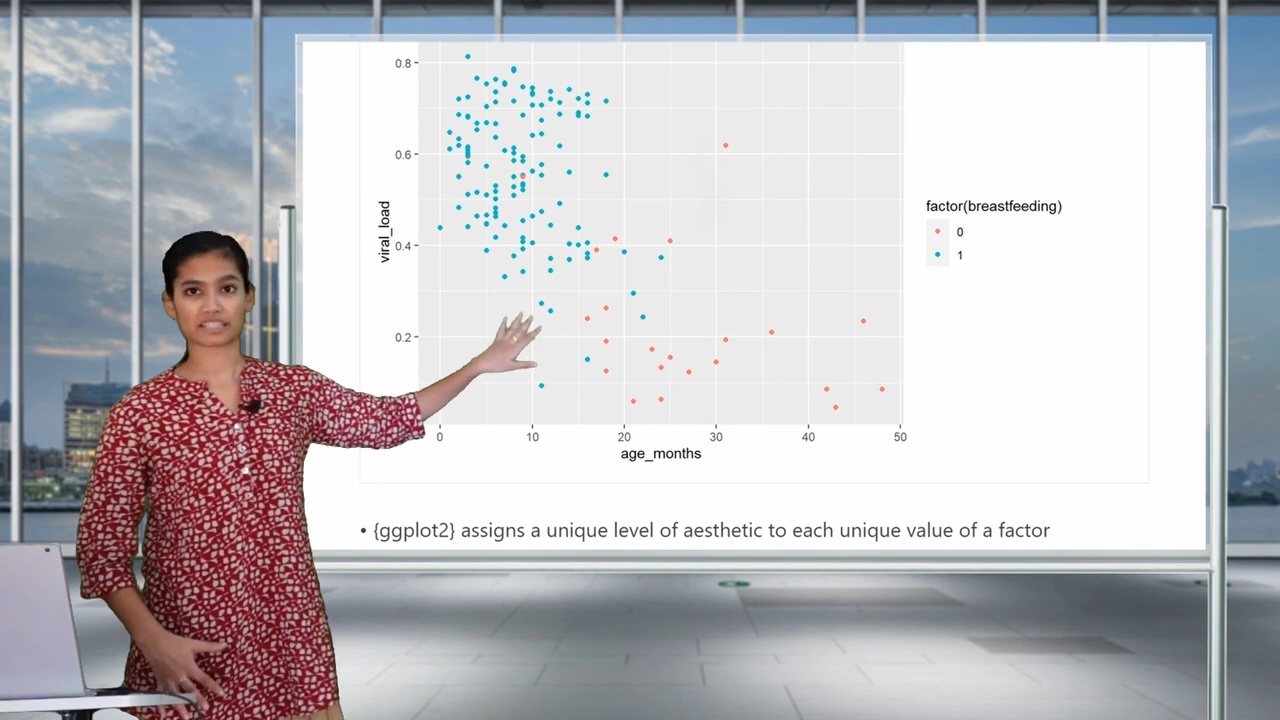 0.8
0.6
viral_load
factor(breastfeeding)
0
0.4
1
0.2
0 10 20 30 40 50
age_months
• {ggplot2} assigns a unique level of aesthetic to each unique value of a factor